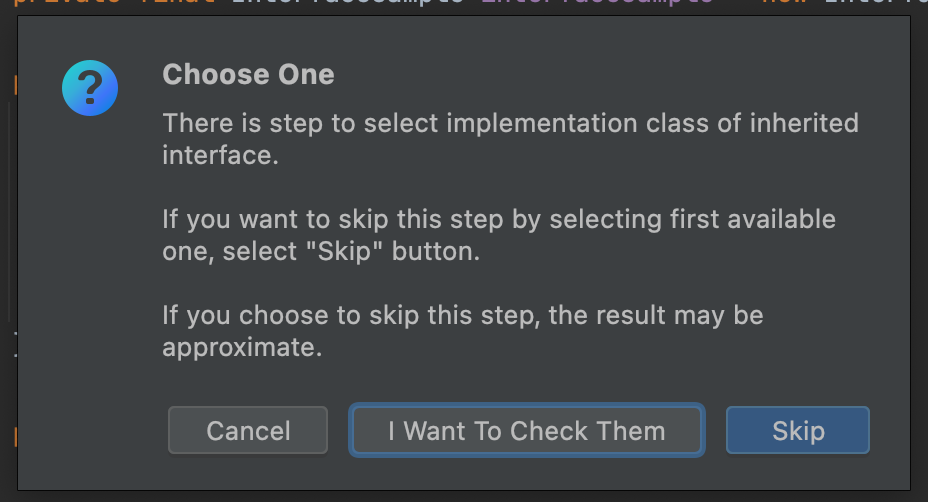 Choose One
There is step to select implementation class of inherited
interface.
If you want to skip this step by selecting first available
one, select "Skip" button.
If you choose to skip this step, the result may be
approximate.
Cancel
I Want To Check Them
Skip